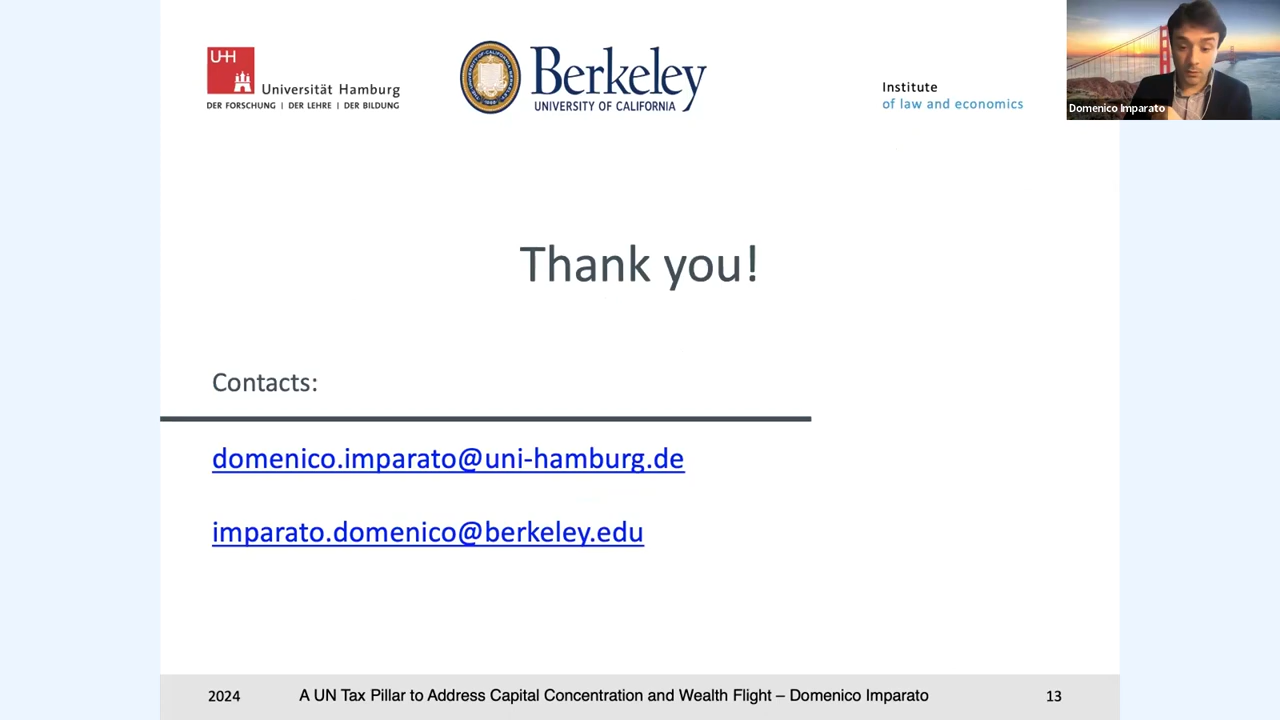 UHH
Universität Hamburg
DER FORSCHUNG | DER LEHRE | DER BILDUNG
Berkeley
UNIVERSITY OF CALIFORNIA
Institute
of law and economics
Domenico Imparato
Thank you!
Contacts:
domenico.imparato@uni-hamburg.de
imparato.domenico@berkeley.edu
2024 A UN Tax Pillar to Address Capital Concentration and Wealth Flight – Domenico Imparato 13